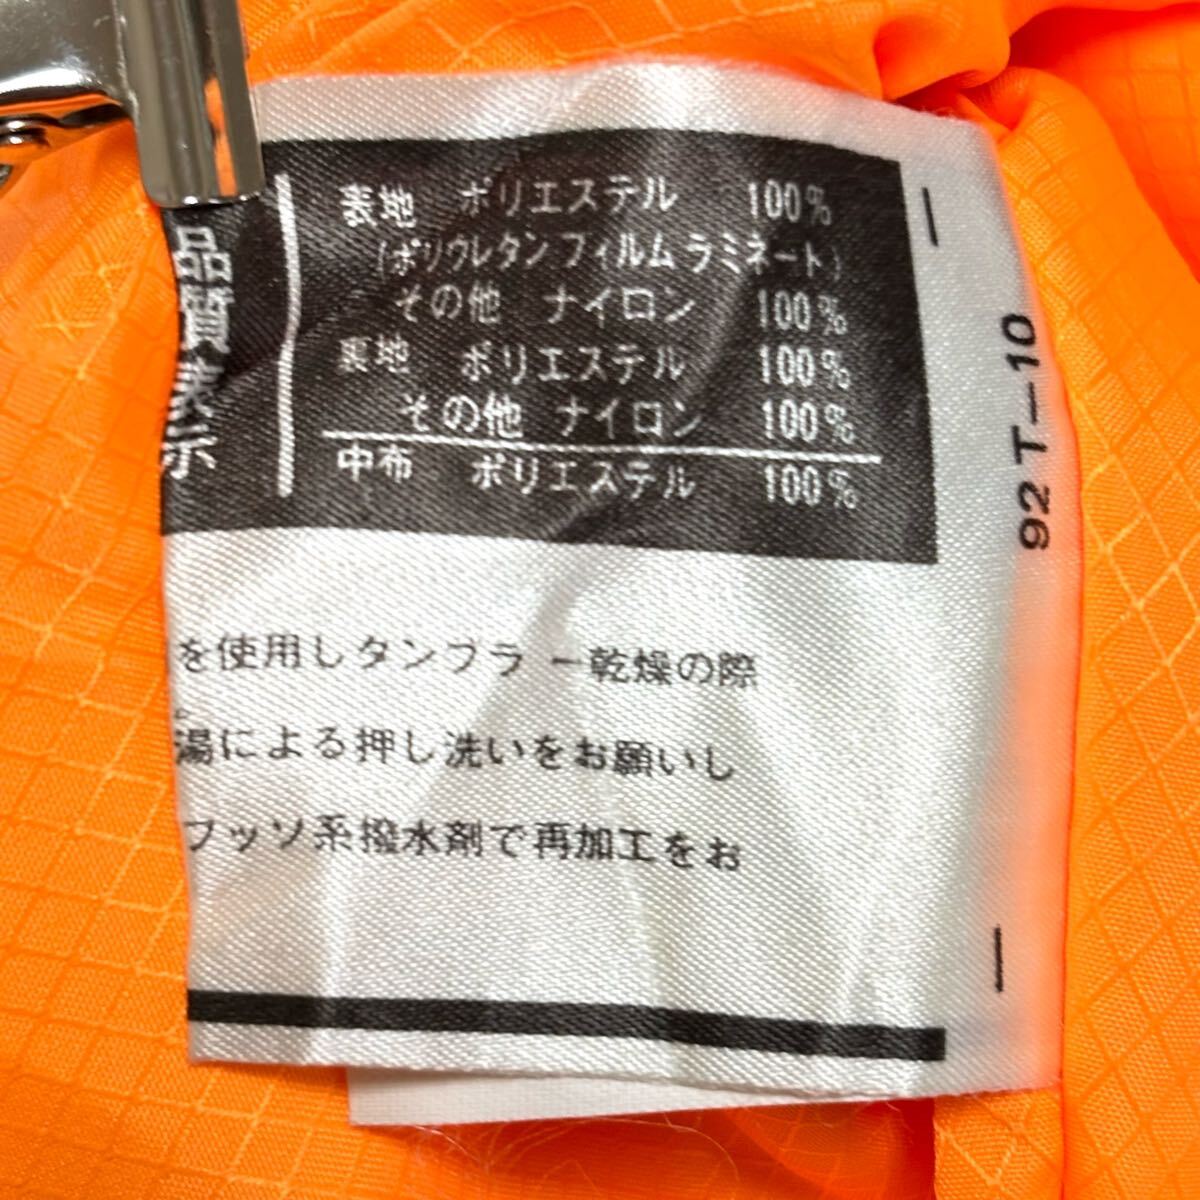 品質表示
表地 ポリエステル 100%
(ポリウレタンフィルムラミネート)
その他 ナイロン 100%
裏地 ポリエステル 100%
その他 ナイロン 100%
中布 ポリエステル 100%
を使用しタンブラー乾燥の際
湯による押し洗いをお願いし
フッソ系撥水剤で再加工をお
92T-10